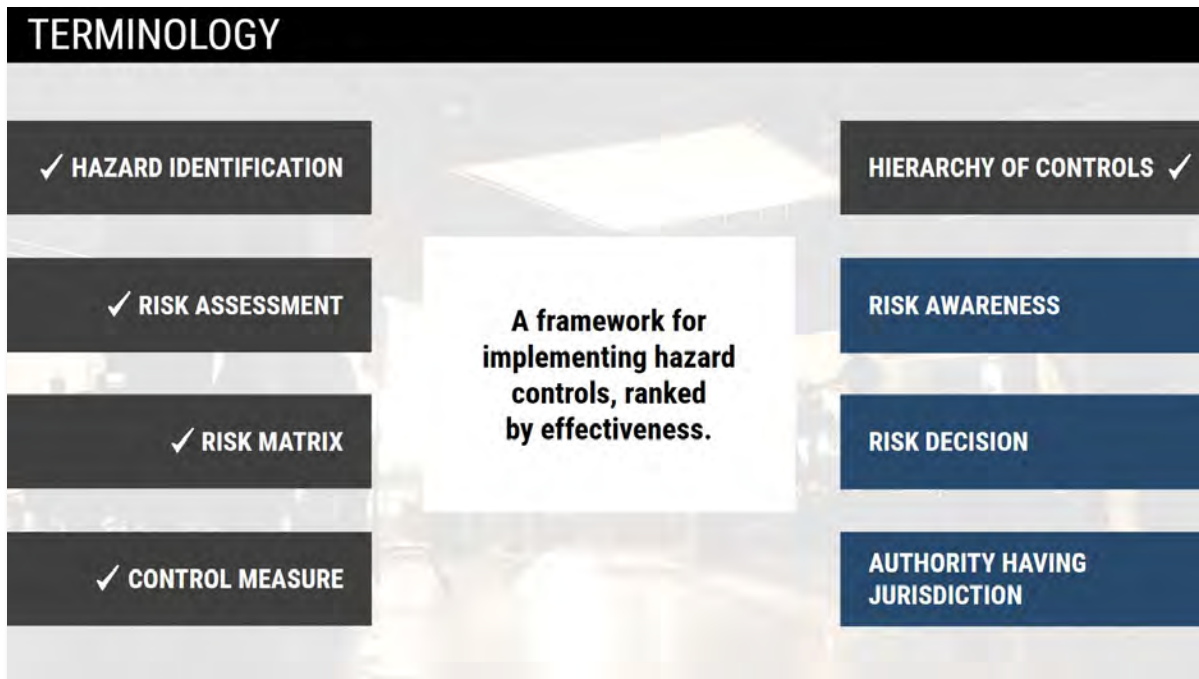 TERMINOLOGY
✓ HAZARD IDENTIFICATION
✓ RISK ASSESSMENT
✓ RISK MATRIX
✓ CONTROL MEASURE
A framework for
implementing hazard
controls, ranked
by effectiveness.
HIERARCHY OF CONTROLS ✓
RISK AWARENESS
RISK DECISION
AUTHORITY HAVING
JURISDICTION